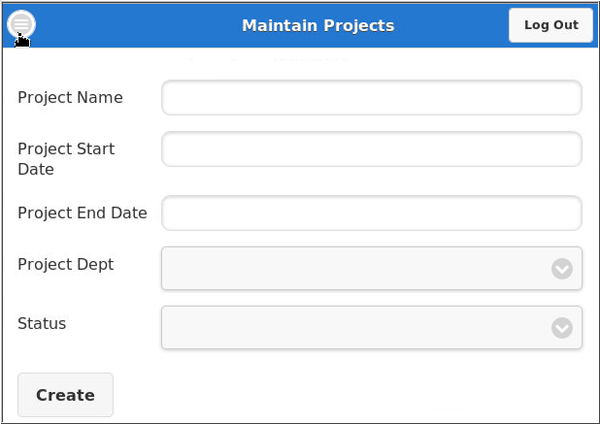 Maintain Projects
Log Out
Project Name
Project Start
Date
Project End Date
Project Dept
Status
Create